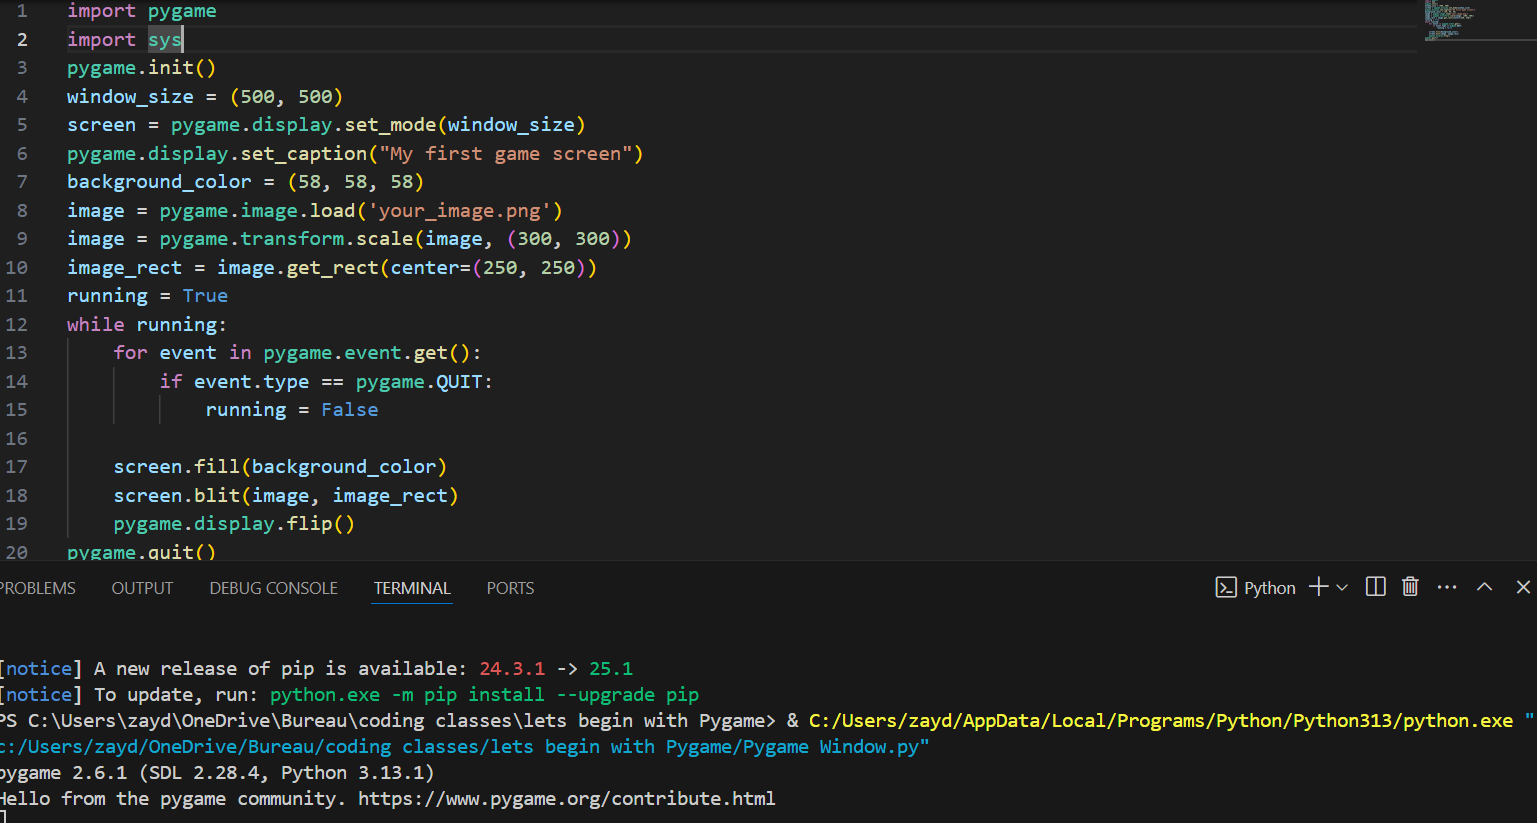 1 import pygame
2 import sys
3 pygame.init()
4 window_size = (500, 500)
5 screen = pygame.display.set_mode(window_size)
6 pygame.display.set_caption("My first game screen")
7 background_color = (58, 58, 58)
8 image = pygame.image.load('your_image.png')
9 image = pygame.transform.scale(image, (300, 300))
10 image_rect = image.get_rect(center=(250, 250))
11 running = True
12 while running:
13     for event in pygame.event.get():
14         if event.type == pygame.QUIT:
15             running = False
16
17     screen.fill(background_color)
18     screen.blit(image, image_rect)
19     pygame.display.flip()
20 pygame.quit()
PROBLEMS OUTPUT DEBUG CONSOLE TERMINAL PORTS Python
[notice] A new release of pip is available: 24.3.1 -> 25.1
[notice] To update, run: python.exe -m pip install --upgrade pip
PS C:\Users\zayd\OneDrive\Bureau\coding classes\lets begin with Pygame> & C:/Users/zayd/AppData/Local/Programs/Python/Python313/python.exe "
c:/Users/zayd/OneDrive/Bureau/coding classes/lets begin with Pygame/Pygame Window.py"
pygame 2.6.1 (SDL 2.28.4, Python 3.13.1)
Hello from the pygame community. https://www.pygame.org/contribute.html